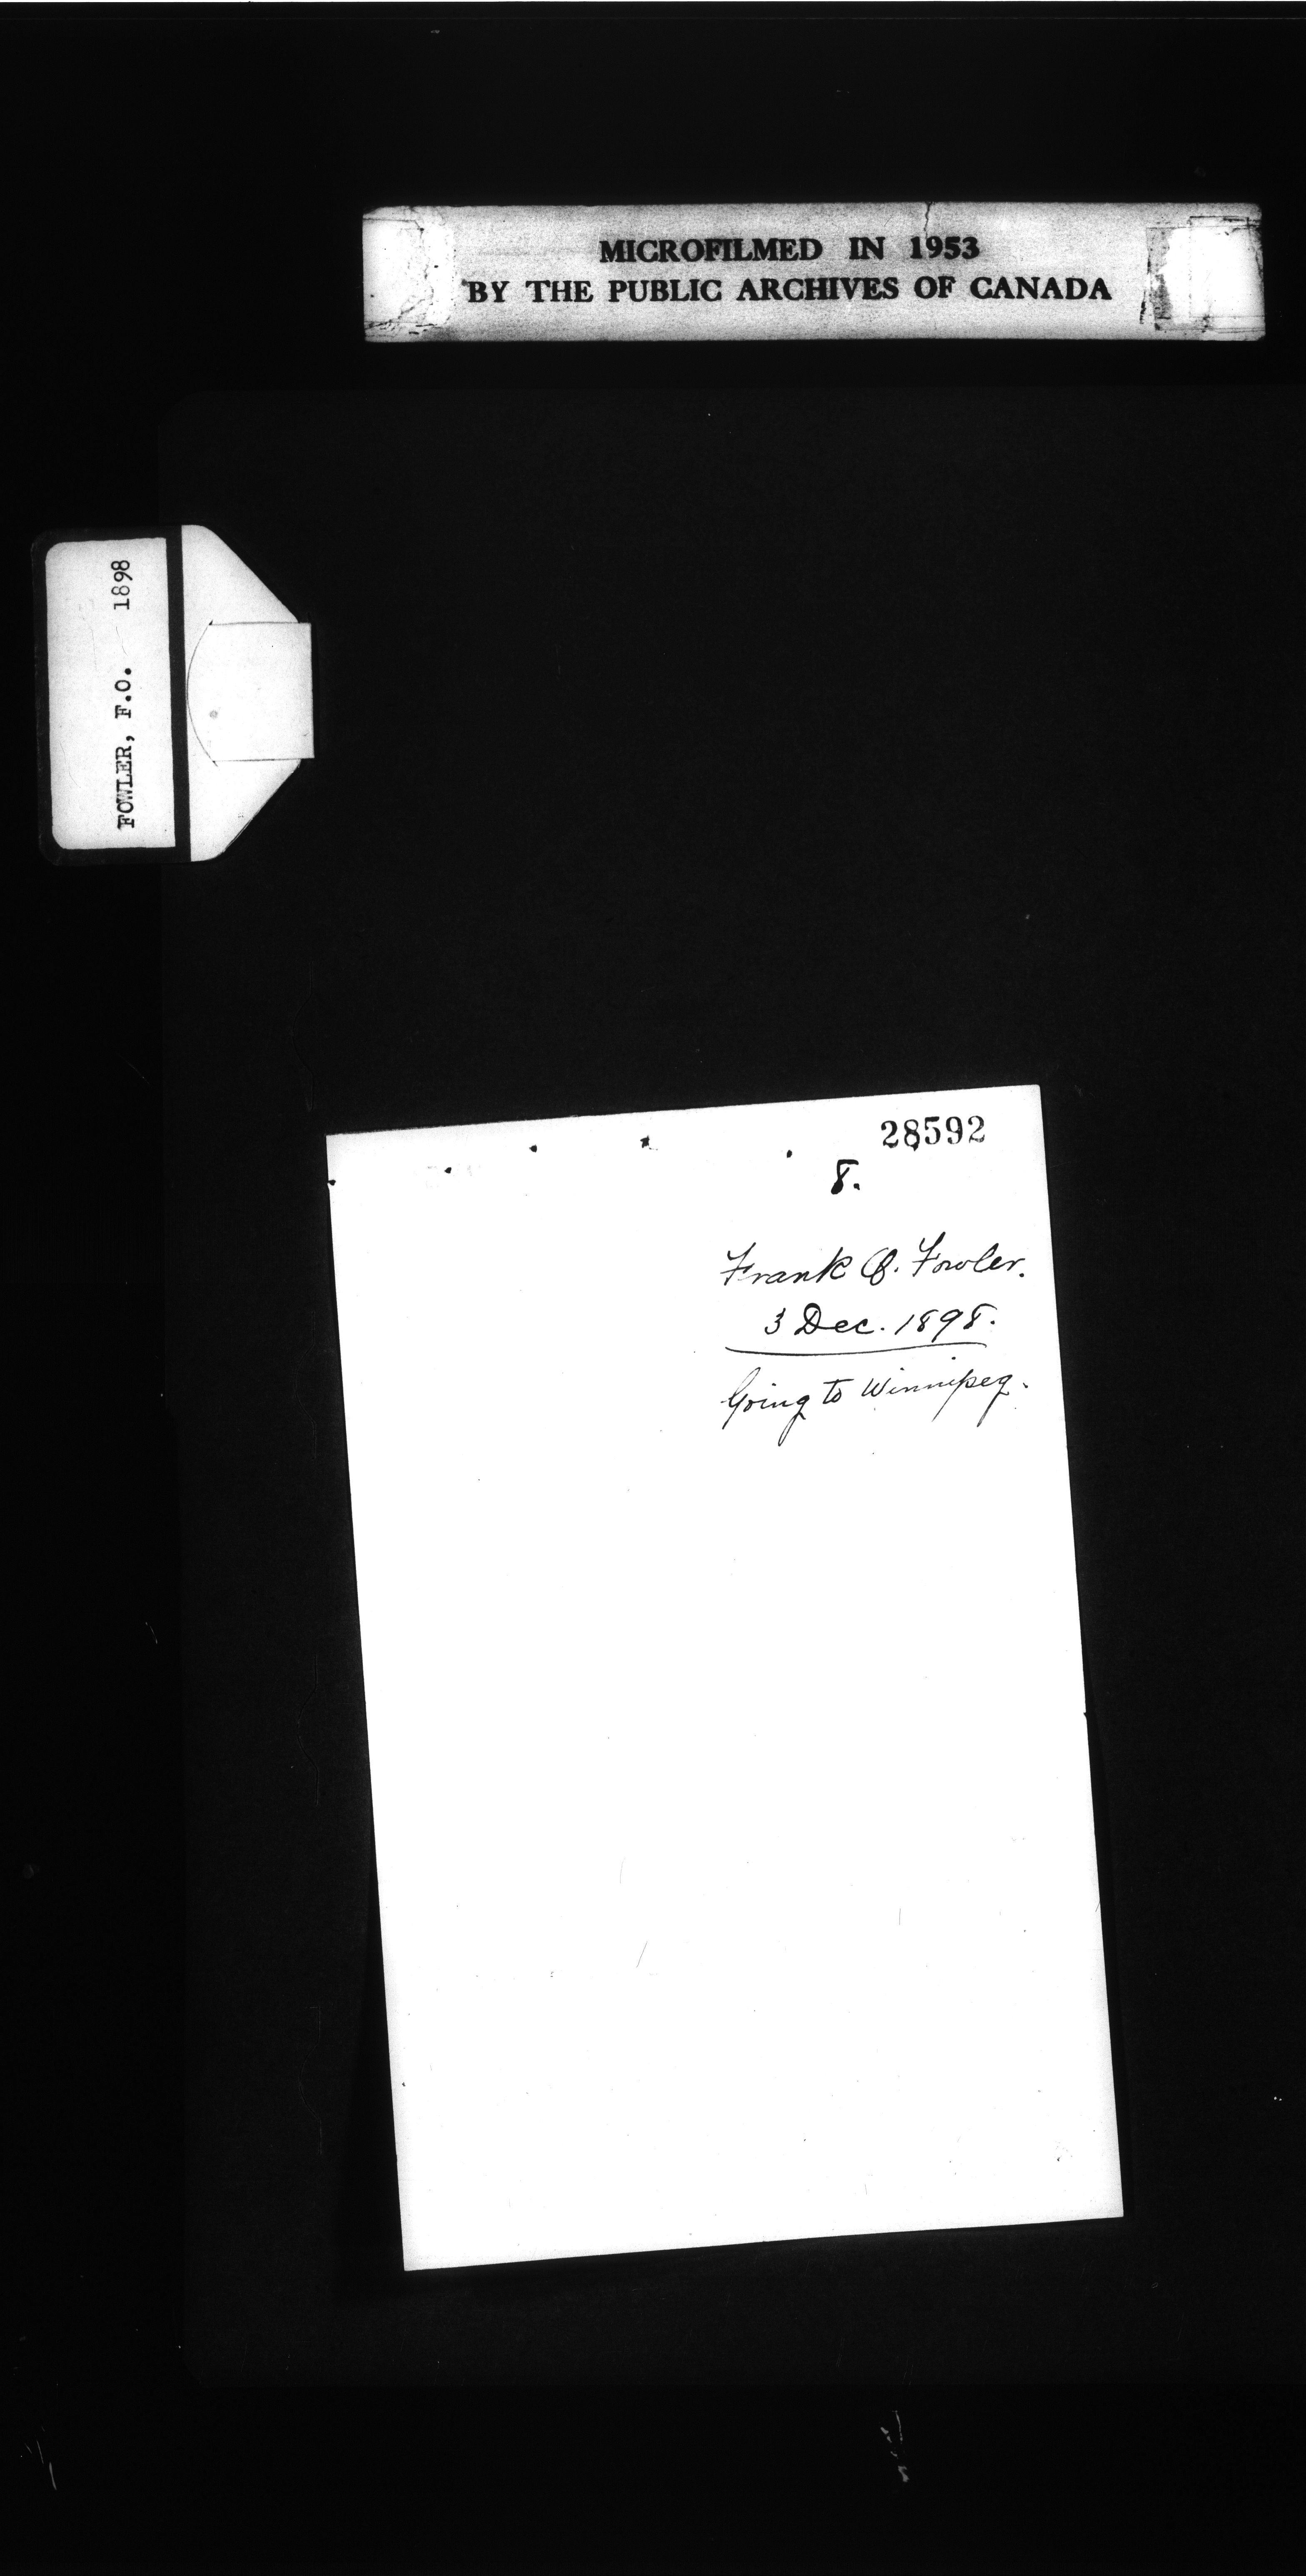 MICROFILMED IN 1953
BY THE PUBLIC ARCHIVES OF CANADA
FOWLER, F.O. 1898
28592
8.
Frank O. Fowler.
3 Dec. 1898.
Going to Winnipeg.